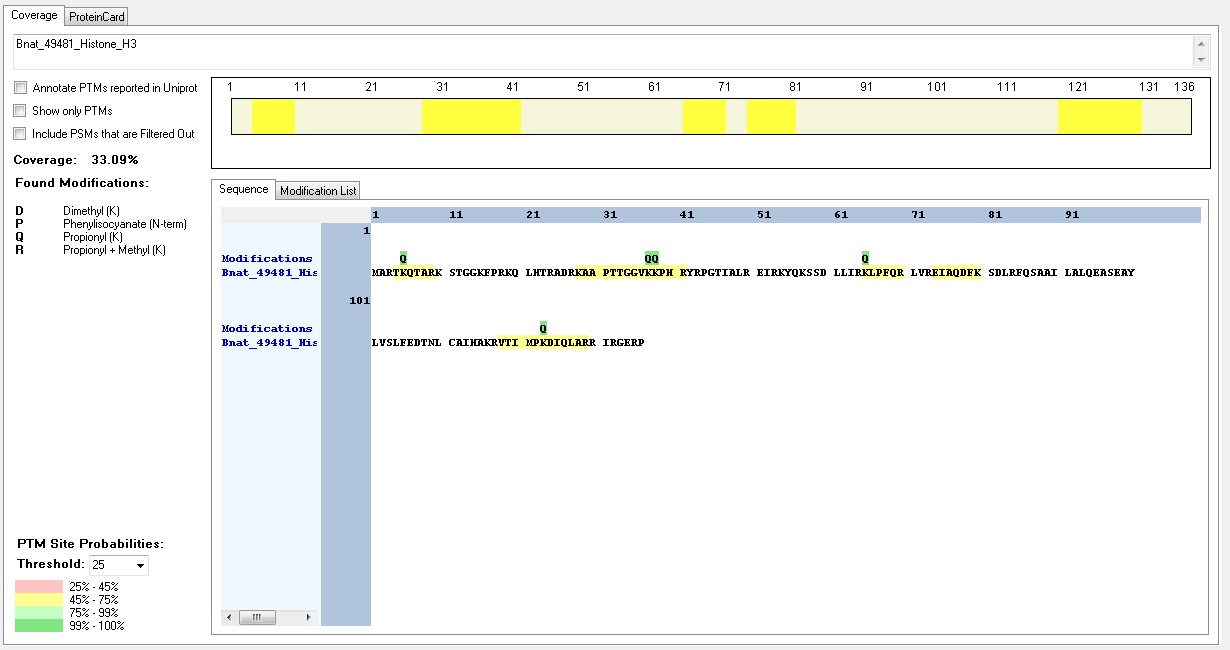 Coverage ProteinCard
Bnat_49481_Histone_H3
Annotate PTMs reported in Uniprot
Show only PTMs
Include PSMs that are Filtered Out
Coverage: 33.09%
Found Modifications:
D Dimethyl (K)
P Phenylisocyanate (N-term)
Q Propionyl (K)
R Propionyl + Methyl (K)
PTM Site Probabilities:
Threshold: 25
25% - 45%
45% - 75%
75% - 99%
99% - 100%
1 11 21 31 41 51 61 71 81 91 101 111 121 131 136
Sequence Modification List
1 11 21 31 41 51 61 71 81 91
1
Modifications Q QQ Q
Bnat_49481_His MARTKQTARK STGGKFPRKQ LHTRADRKAA PTTGGVKKPH RYRPGTIALR EIRKYQKSSD LLIRKLPFQR LVREIAQDFK SDLRFQSAAI LALQEASEAY
101
Modifications Q
Bnat_49481_His LVSLFEDTNL CAIHAKRVTI MPKDIQLARR IRGERP